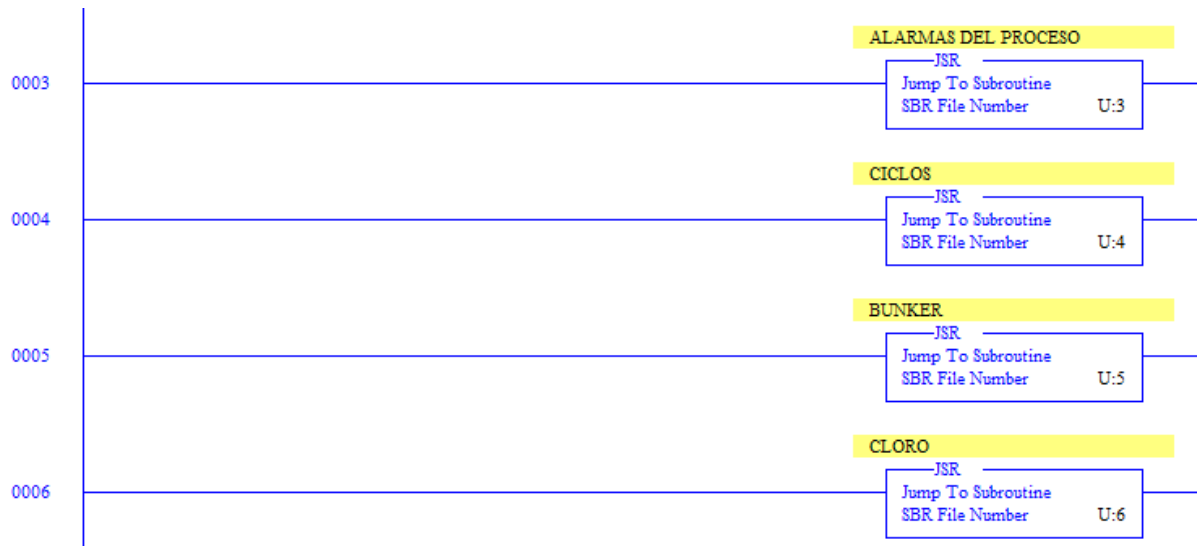 ALARMAS DEL PROCESO
JSR
0003
Jump To Subroutine
SBR File Number U:3
CICLOS
JSR
0004
Jump To Subroutine
SBR File Number U:4
BUNKER
JSR
0005
Jump To Subroutine
SBR File Number U:5
CLORO
JSR
0006
Jump To Subroutine
SBR File Number U:6